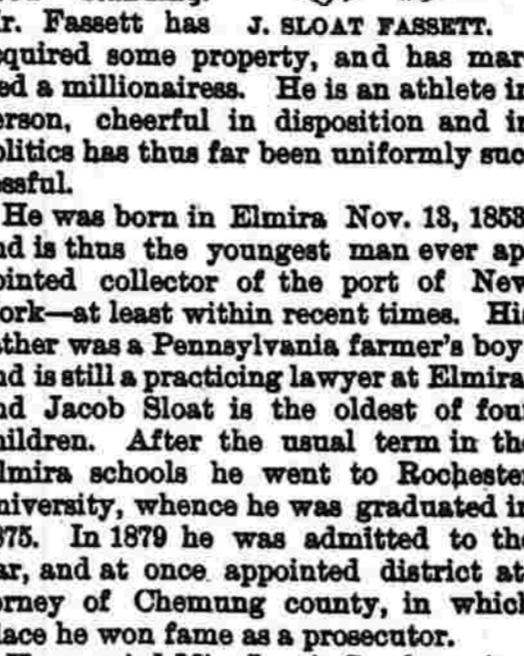 r. Fassett has J. SLOAT FASSETT.
cquired some property, and has mar
ed a millionairess. He is an athlete in
erson, cheerful in disposition and in
olitics has thus far been uniformly suc
essful.
He was born in Elmira Nov. 13, 1853
nd is thus the youngest man ever ap
ointed collector of the port of New
ork—at least within recent times. His
ather was a Pennsylvania farmer's boy
nd is still a practicing lawyer at Elmira
nd Jacob Sloat is the oldest of four
hildren. After the usual term in the
lmira schools he went to Rochester
niversity, whence he was graduated in
875. In 1879 he was admitted to the
ar, and at once appointed district at
orney of Chemung county, in which
lace he won fame as a prosecutor.